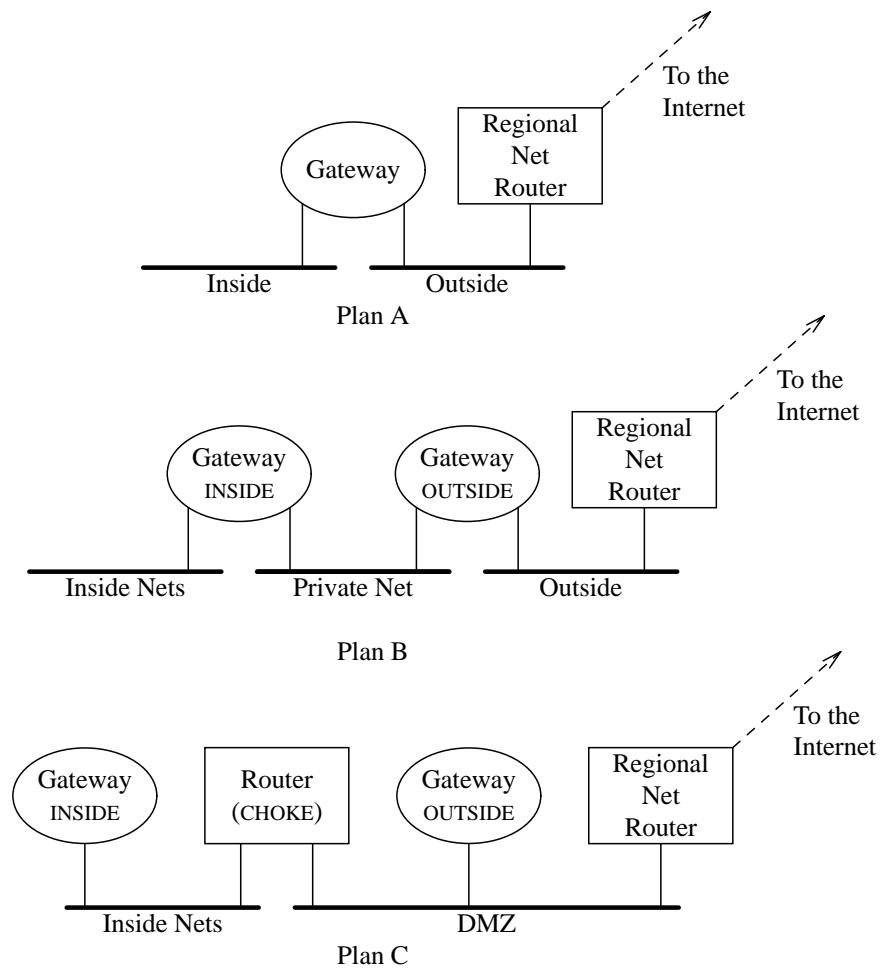 To the
Internet
Regional
Net
Router
Gateway
Inside
Outside
Plan A
To the
Internet
Regional
Net
Router
Gateway
INSIDE
Gateway
OUTSIDE
Inside Nets
Private Net
Outside
Plan B
To the
Internet
Gateway
INSIDE
Router
(CHOKE)
Gateway
OUTSIDE
Regional
Net
Router
Inside Nets
DMZ
Plan C